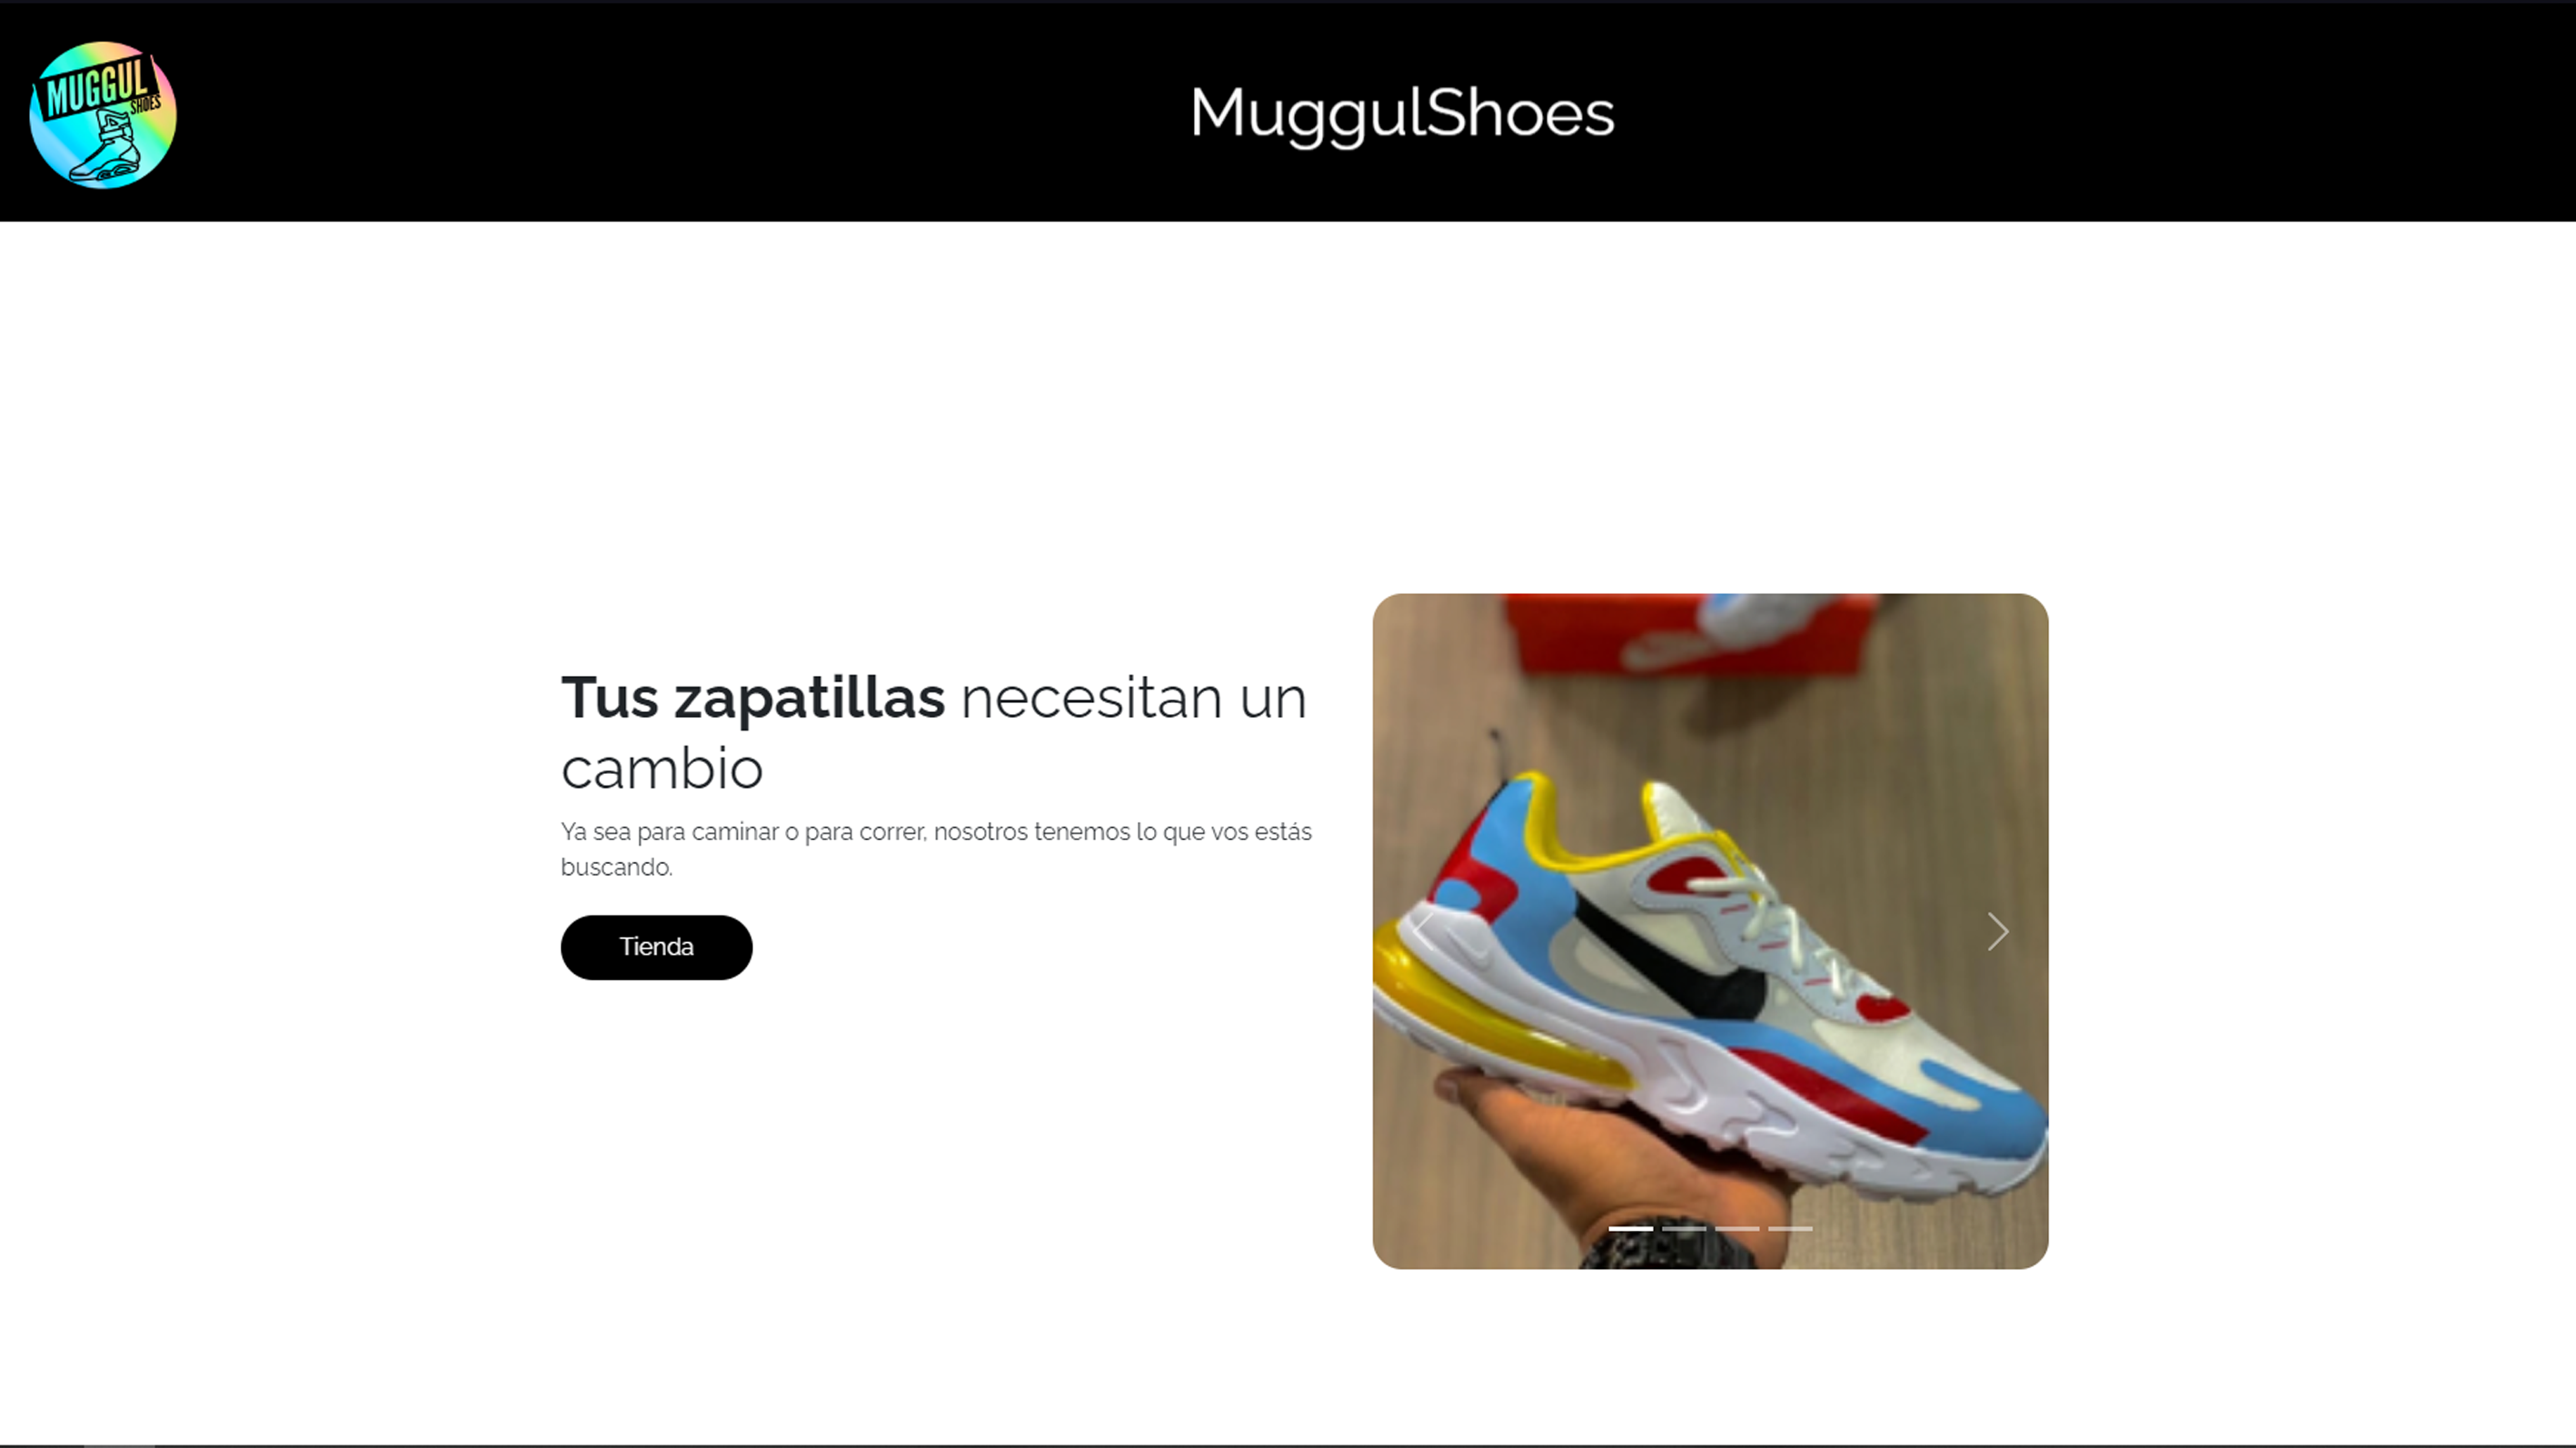 MUGGUL
SHOES
MuggulShoes
Tus zapatillas necesitan un
cambio
Ya sea para caminar o para correr, nosotros tenemos lo que vos estás
buscando.
Tienda